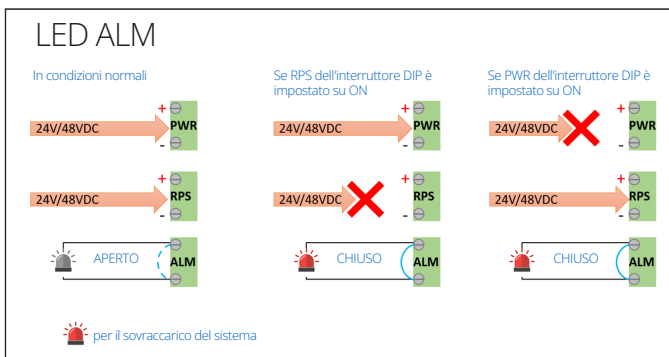 LED ALM
In condizioni normali
+
24V/48VDC
PWR
-
+
24V/48VDC
RPS
-
APERTO
ALM
Se RPS dell'interruttore DIP è
impostato su ON
+
24V/48VDC
PWR
-
+
24V/48VDC
RPS
-
CHIUSO
ALM
Se PWR dell'interruttore DIP è
impostato su ON
+
24V/48VDC
PWR
-
+
24V/48VDC
RPS
-
CHIUSO
ALM
per il sovraccarico del sistema